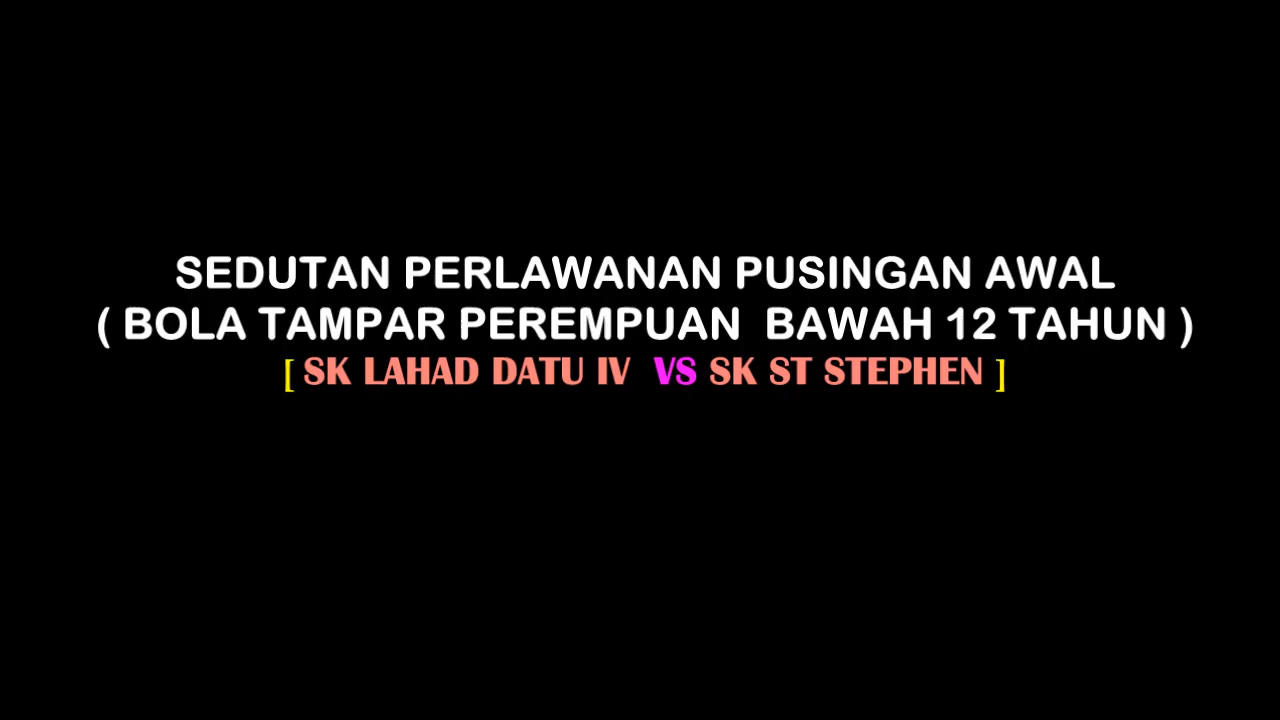 SEDUTAN PERLAWANAN PUSINGAN AWAL
( BOLA TAMPAR PEREMPUAN BAWAH 12 TAHUN )
[ SK LAHAD DATU IV VS SK ST STEPHEN ]